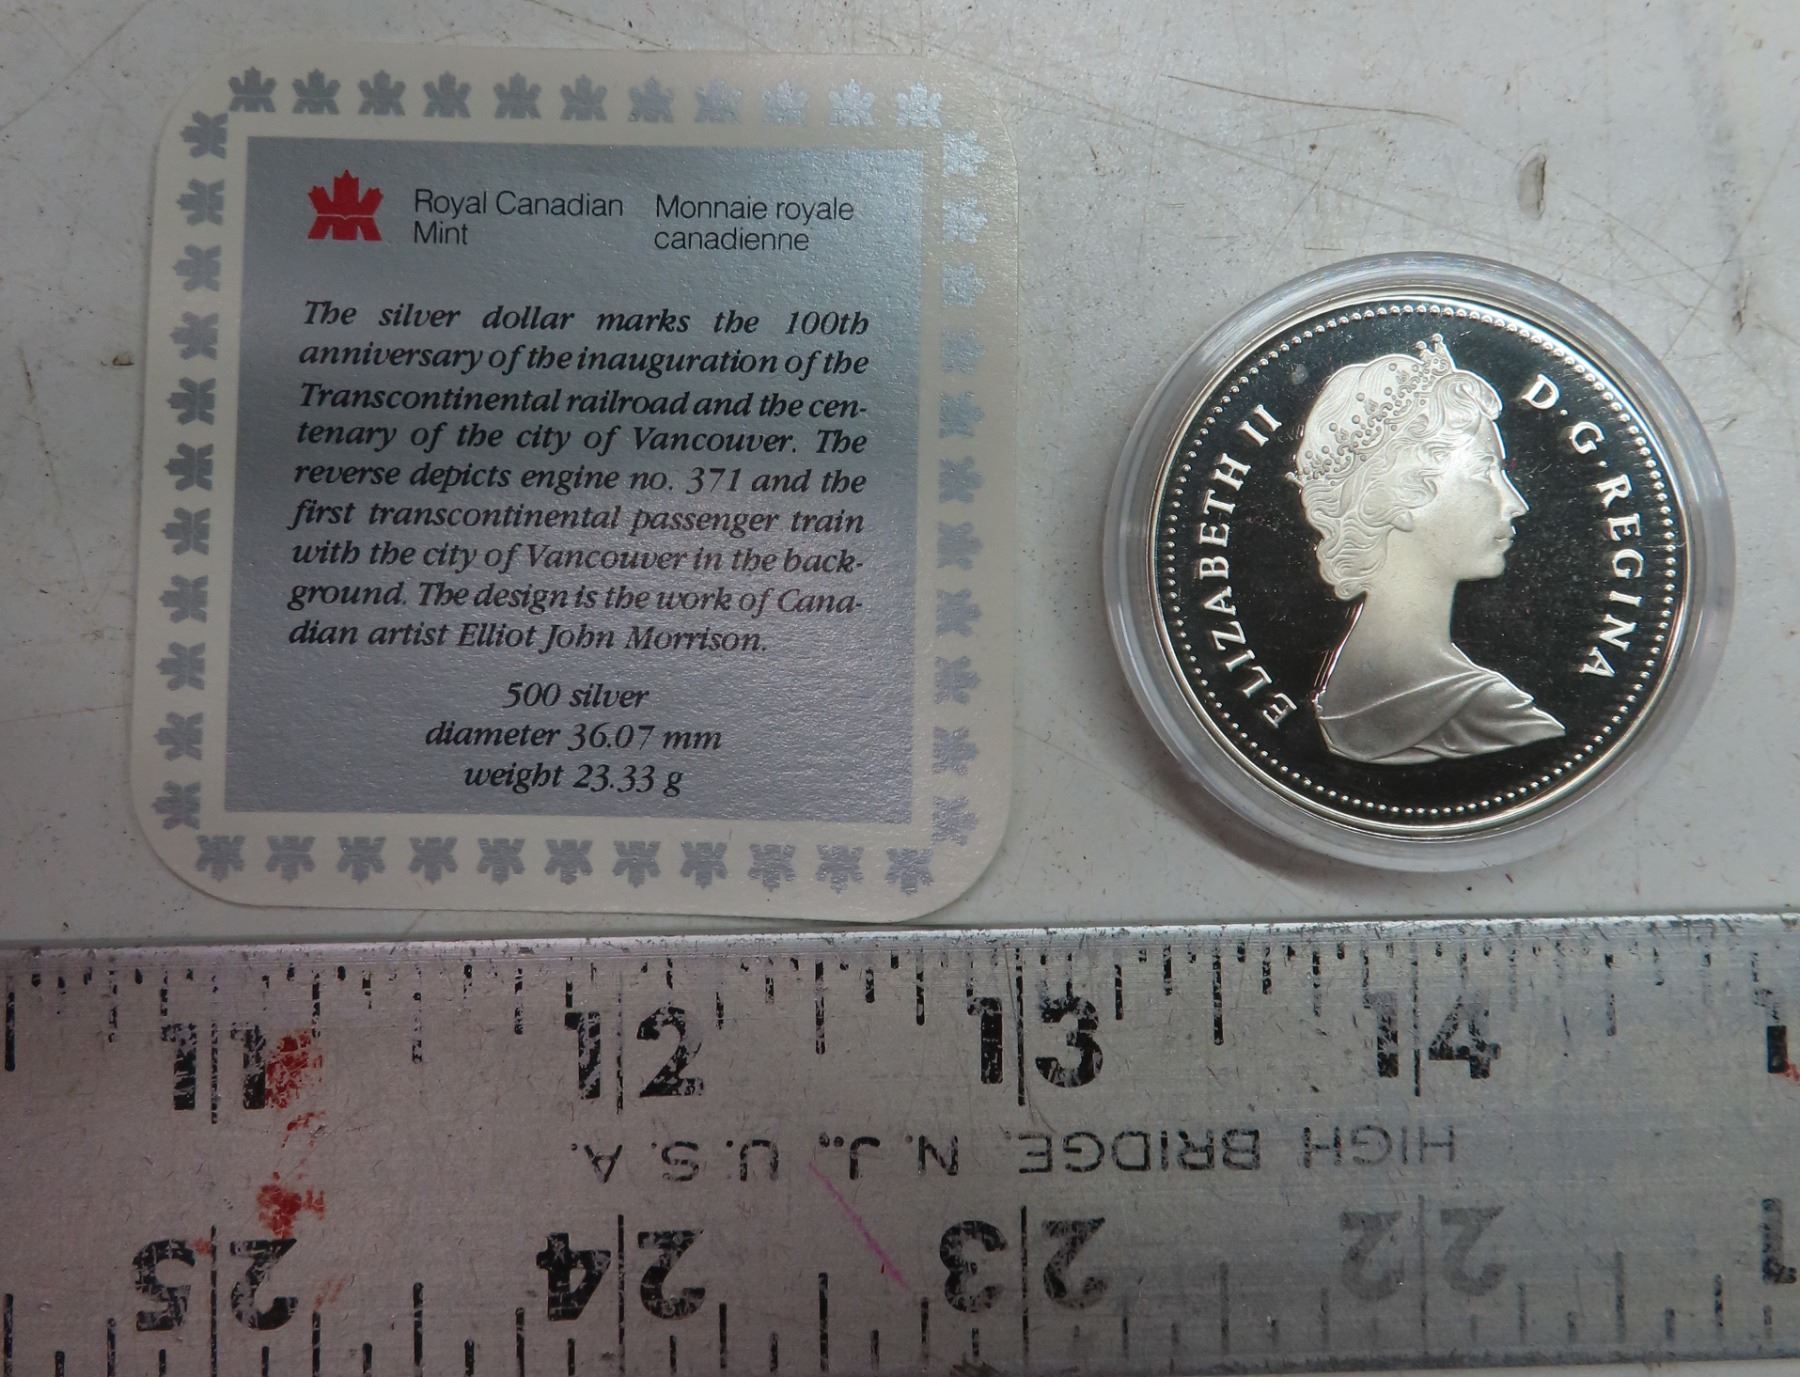 Royal Canadian Mint
Monnaie royale canadienne
The silver dollar marks the 100th
anniversary of the inauguration of the
Transcontinental railroad and the cen-
tenary of the city of Vancouver. The
reverse depicts engine no. 371 and the
first transcontinental passenger train
with the city of Vancouver in the back-
ground. The design is the work of Cana-
dian artist Elliot John Morrison.
500 silver
diameter 36.07 mm
weight 23.33 g
ELIZABETH II D·G·REGINA
11 12 13 14 1
HIGH BRIDGE. N.J., U.S.A.
25 24 23 22